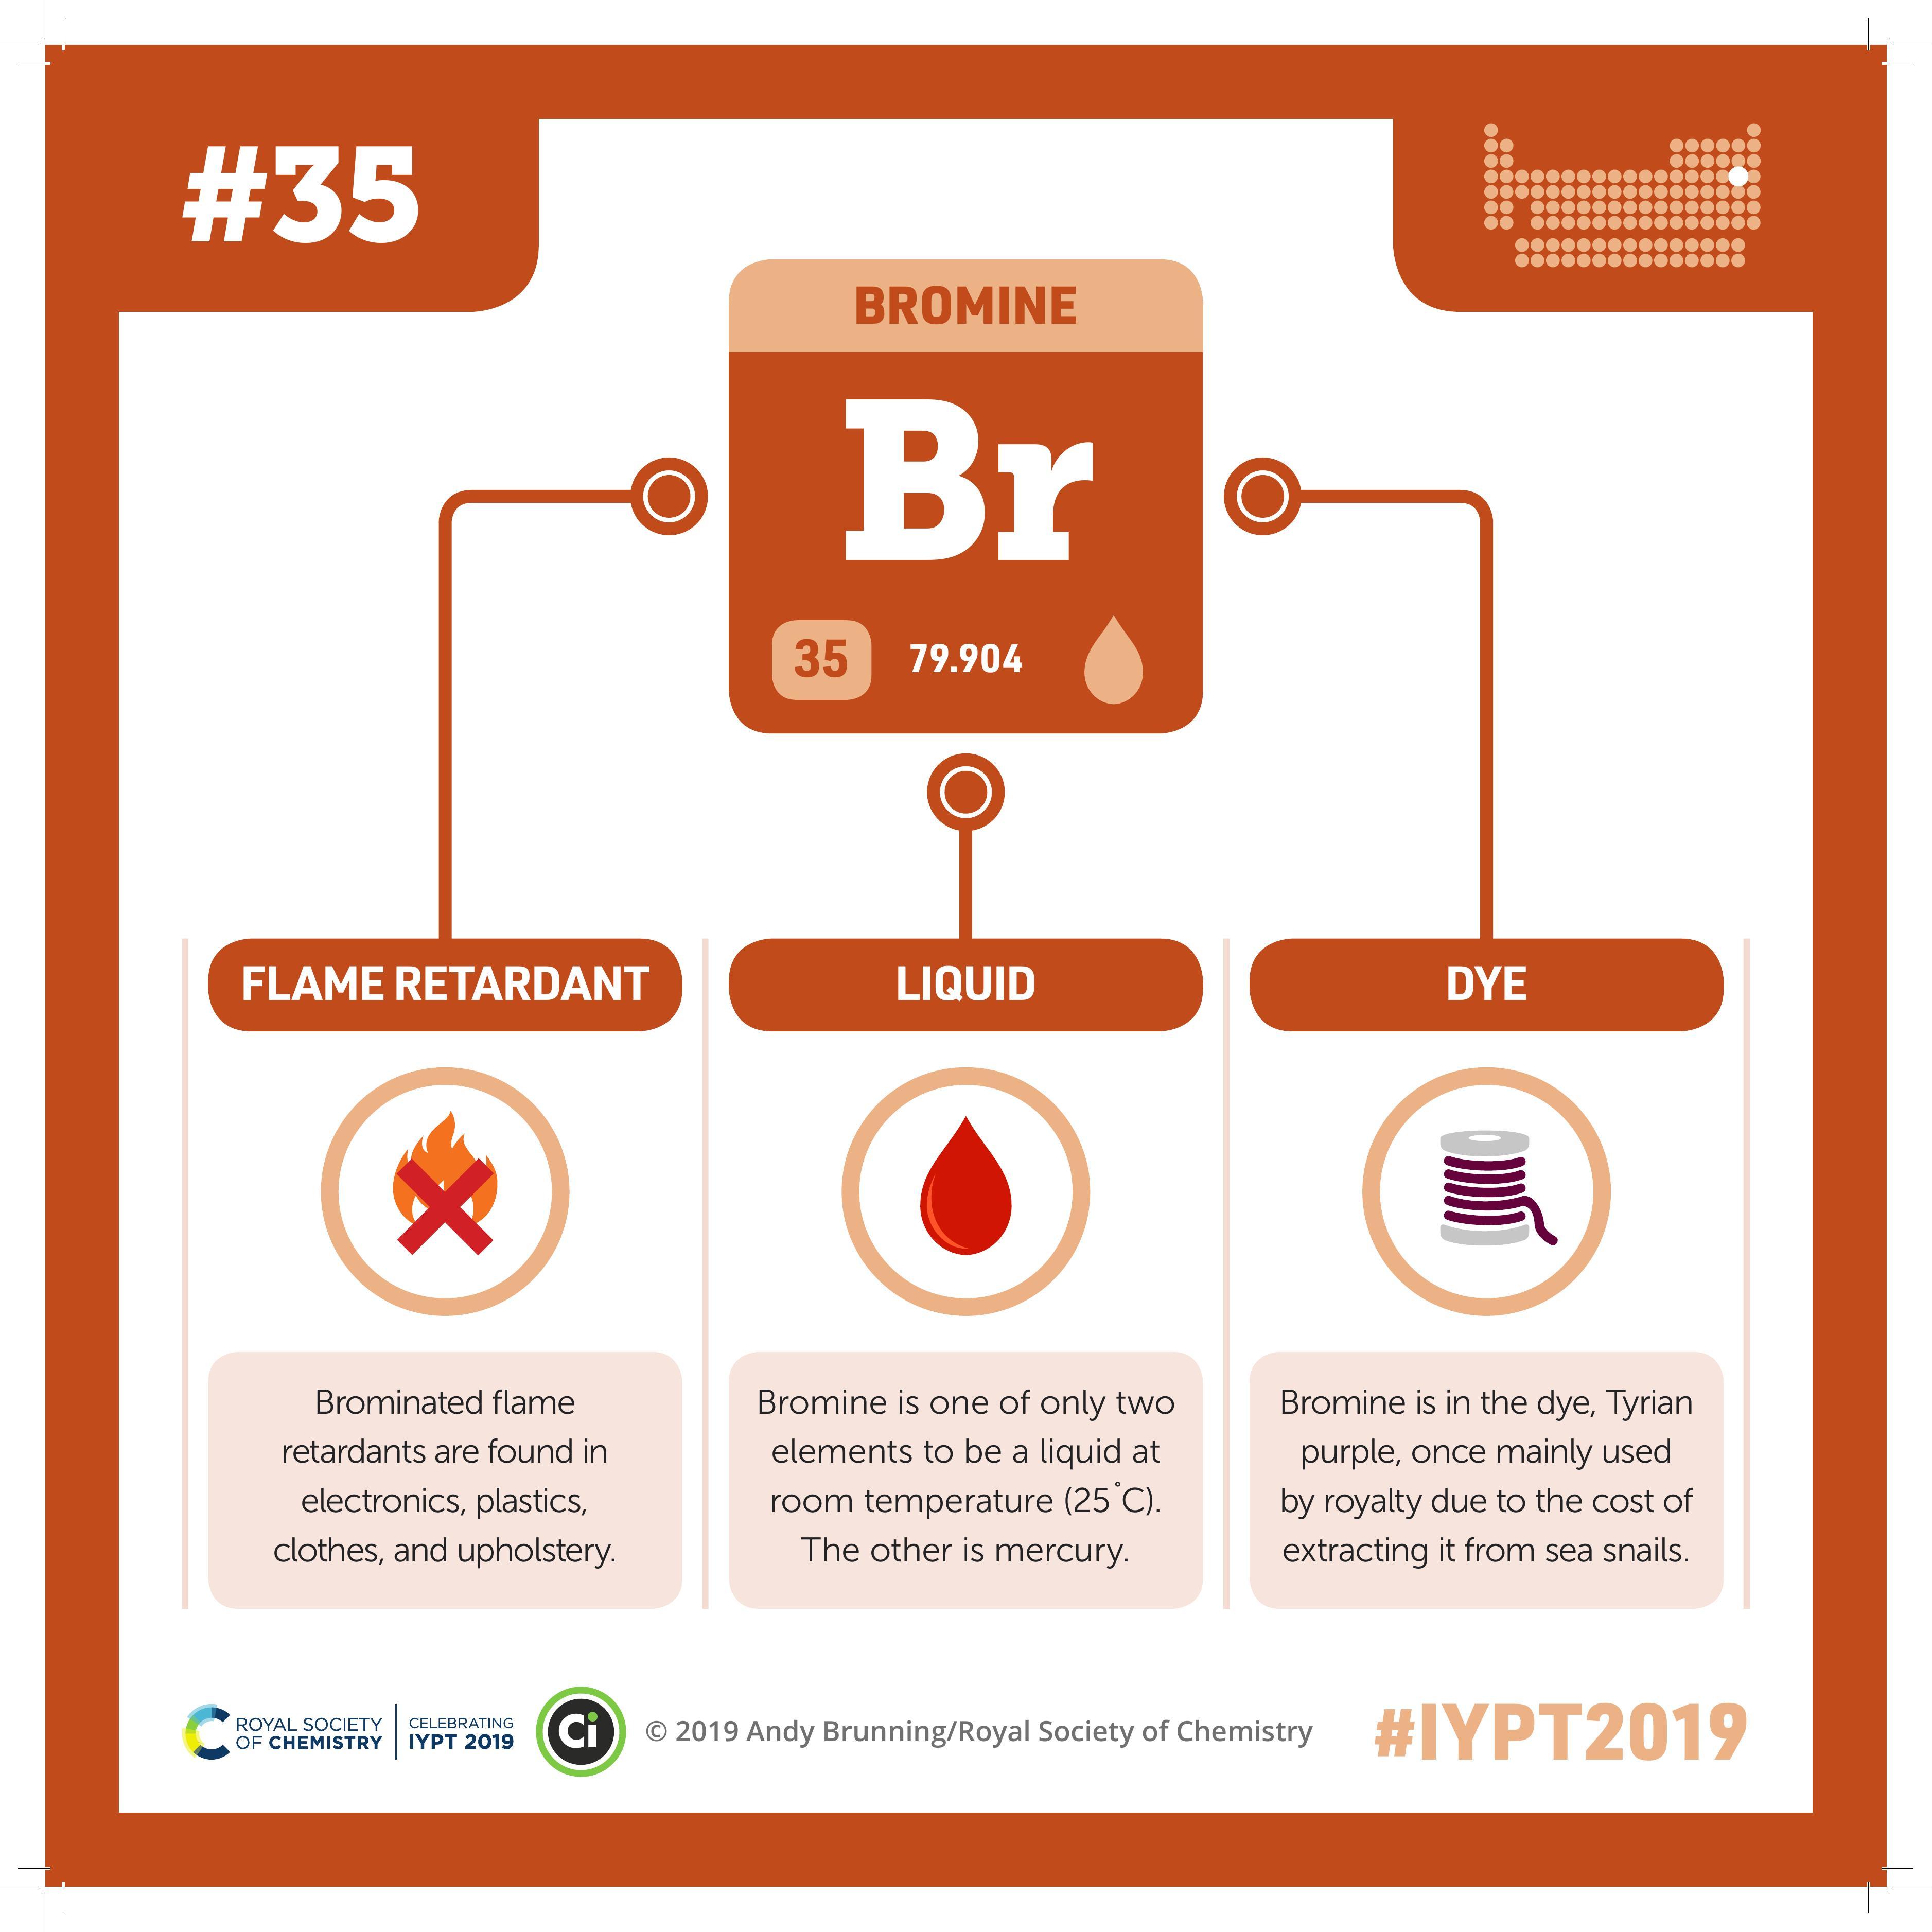 #35
BROMINE
Br
35 79.904
FLAME RETARDANT
Brominated flame
retardants are found in
electronics, plastics,
clothes, and upholstery.
LIQUID
Bromine is one of only two
elements to be a liquid at
room temperature (25˚C).
The other is mercury.
DYE
Bromine is in the dye, Tyrian
purple, once mainly used
by royalty due to the cost of
extracting it from sea snails.
ROYAL SOCIETY
OF CHEMISTRY
CELEBRATING
IYPT 2019
Ci
© 2019 Andy Brunning/Royal Society of Chemistry
#IYPT2019